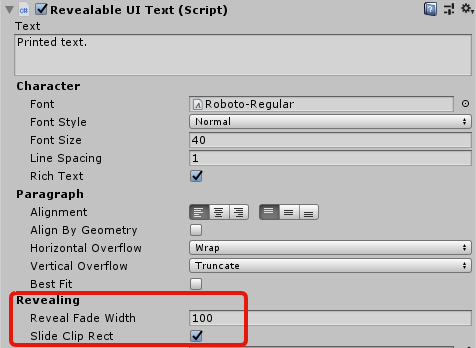 Revealable UI Text (Script)
Text
Printed text.
Character
Font Roboto-Regular
Font Style Normal
Font Size 40
Line Spacing 1
Rich Text
Paragraph
Alignment
Align By Geometry
Horizontal Overflow Wrap
Vertical Overflow Truncate
Best Fit
Revealing
Reveal Fade Width 100
Slide Clip Rect